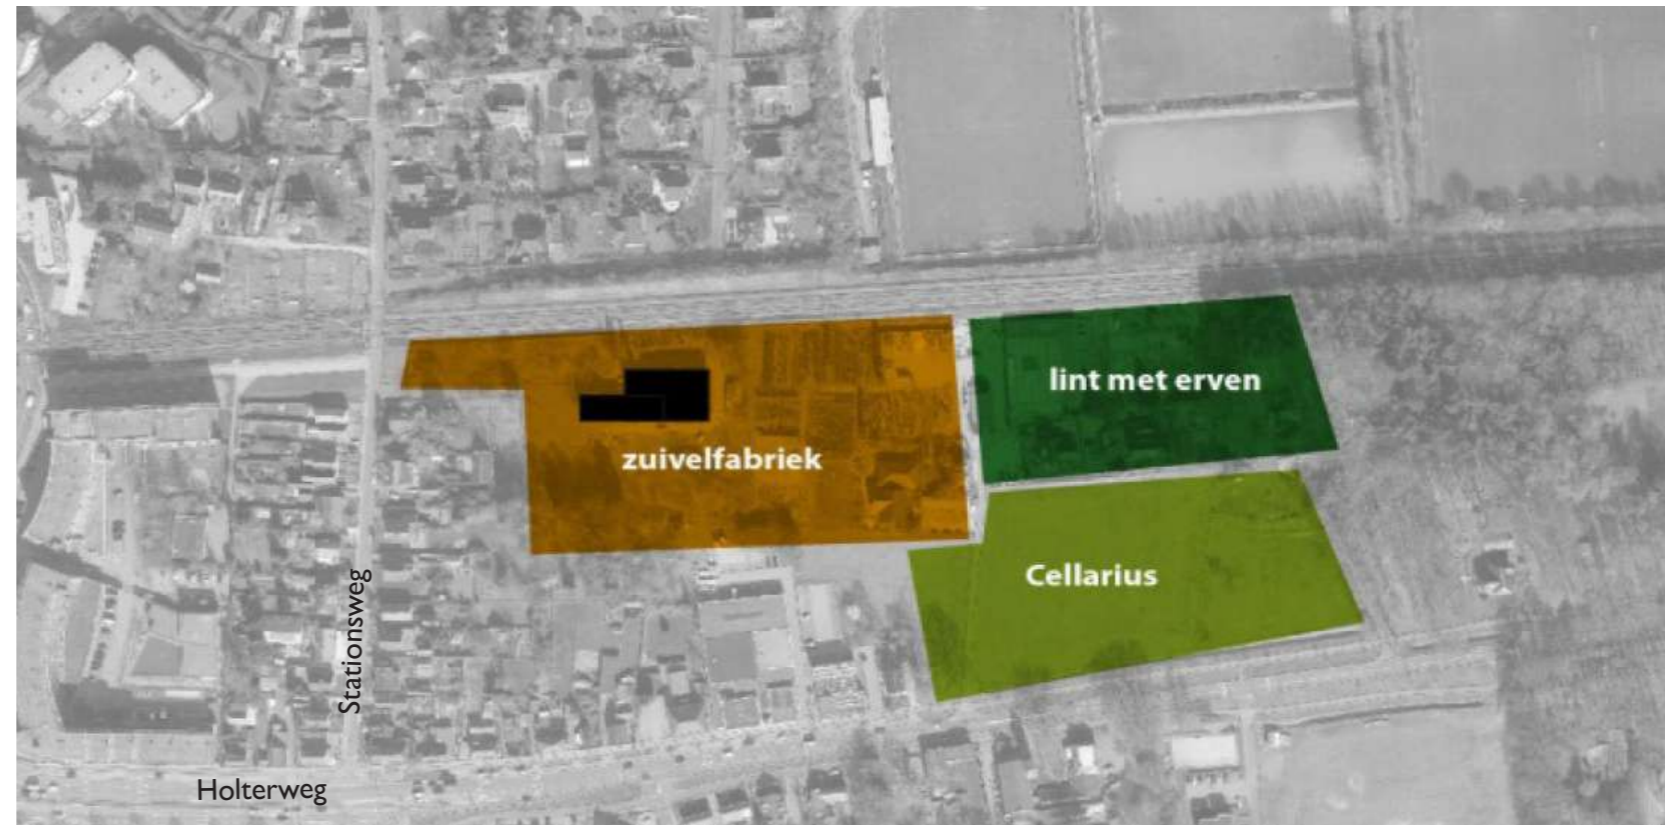 lint met erven
zuivelfabriek
Cellarius
Stationsweg
Holterweg